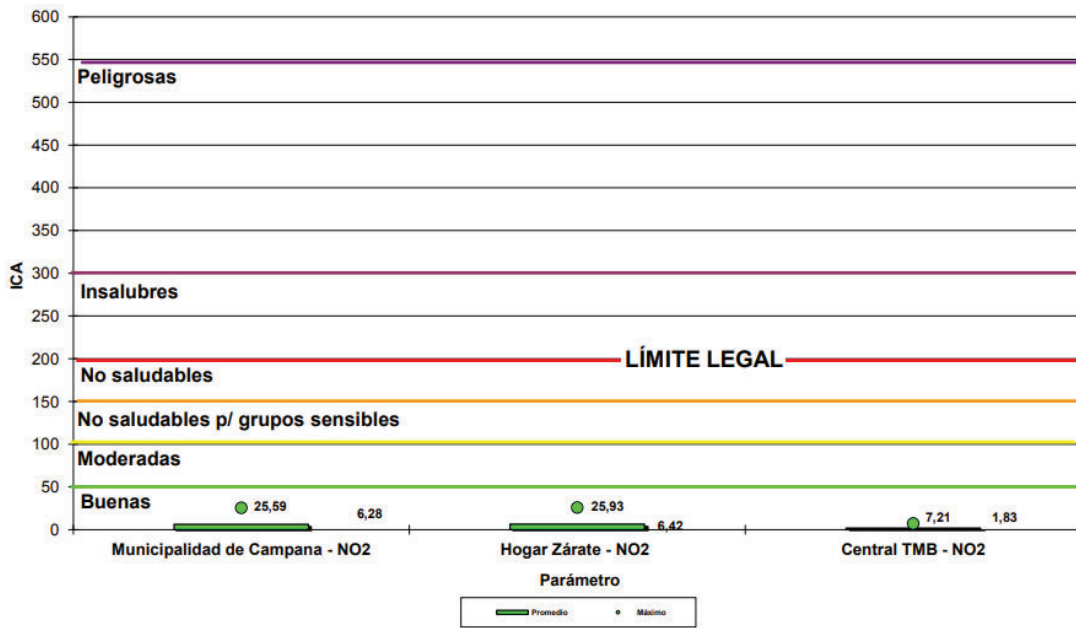 600
550
Peligrosas
500
450
400
350
300
ICA
Insalubres
250
200
LÍMITE LEGAL
No saludables
150
No saludables p/ grupos sensibles
100
Moderadas
50
Buenas
25,59
6,28
25,93
6,42
7,21
1,83
0
Municipalidad de Campana - NO2
Hogar Zárate - NO2
Central TMB - NO2
Parámetro
Promedio
Máximo